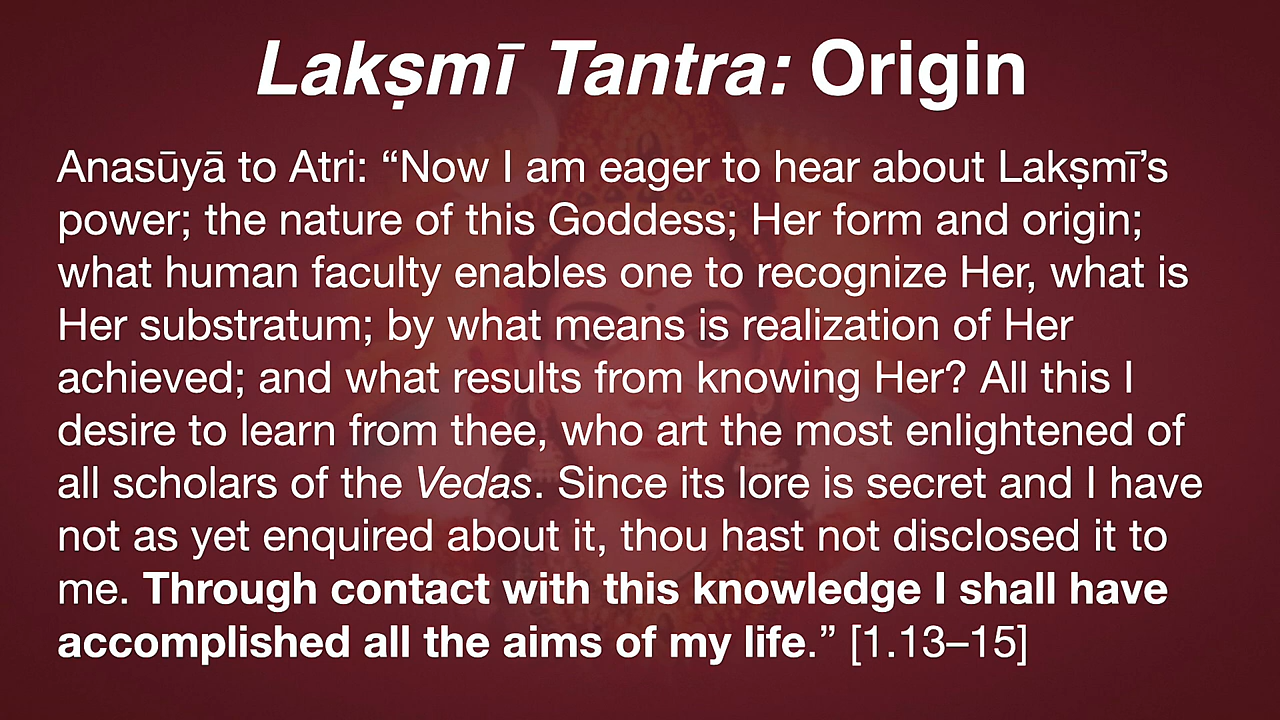 Lakṣmī Tantra: Origin
Anasūyā to Atri: “Now I am eager to hear about Lakṣmī’s
power; the nature of this Goddess; Her form and origin;
what human faculty enables one to recognize Her, what is
Her substratum; by what means is realization of Her
achieved; and what results from knowing Her? All this I
desire to learn from thee, who art the most enlightened of
all scholars of the Vedas. Since its lore is secret and I have
not as yet enquired about it, thou hast not disclosed it to
me. Through contact with this knowledge I shall have
accomplished all the aims of my life.” [1.13–15]